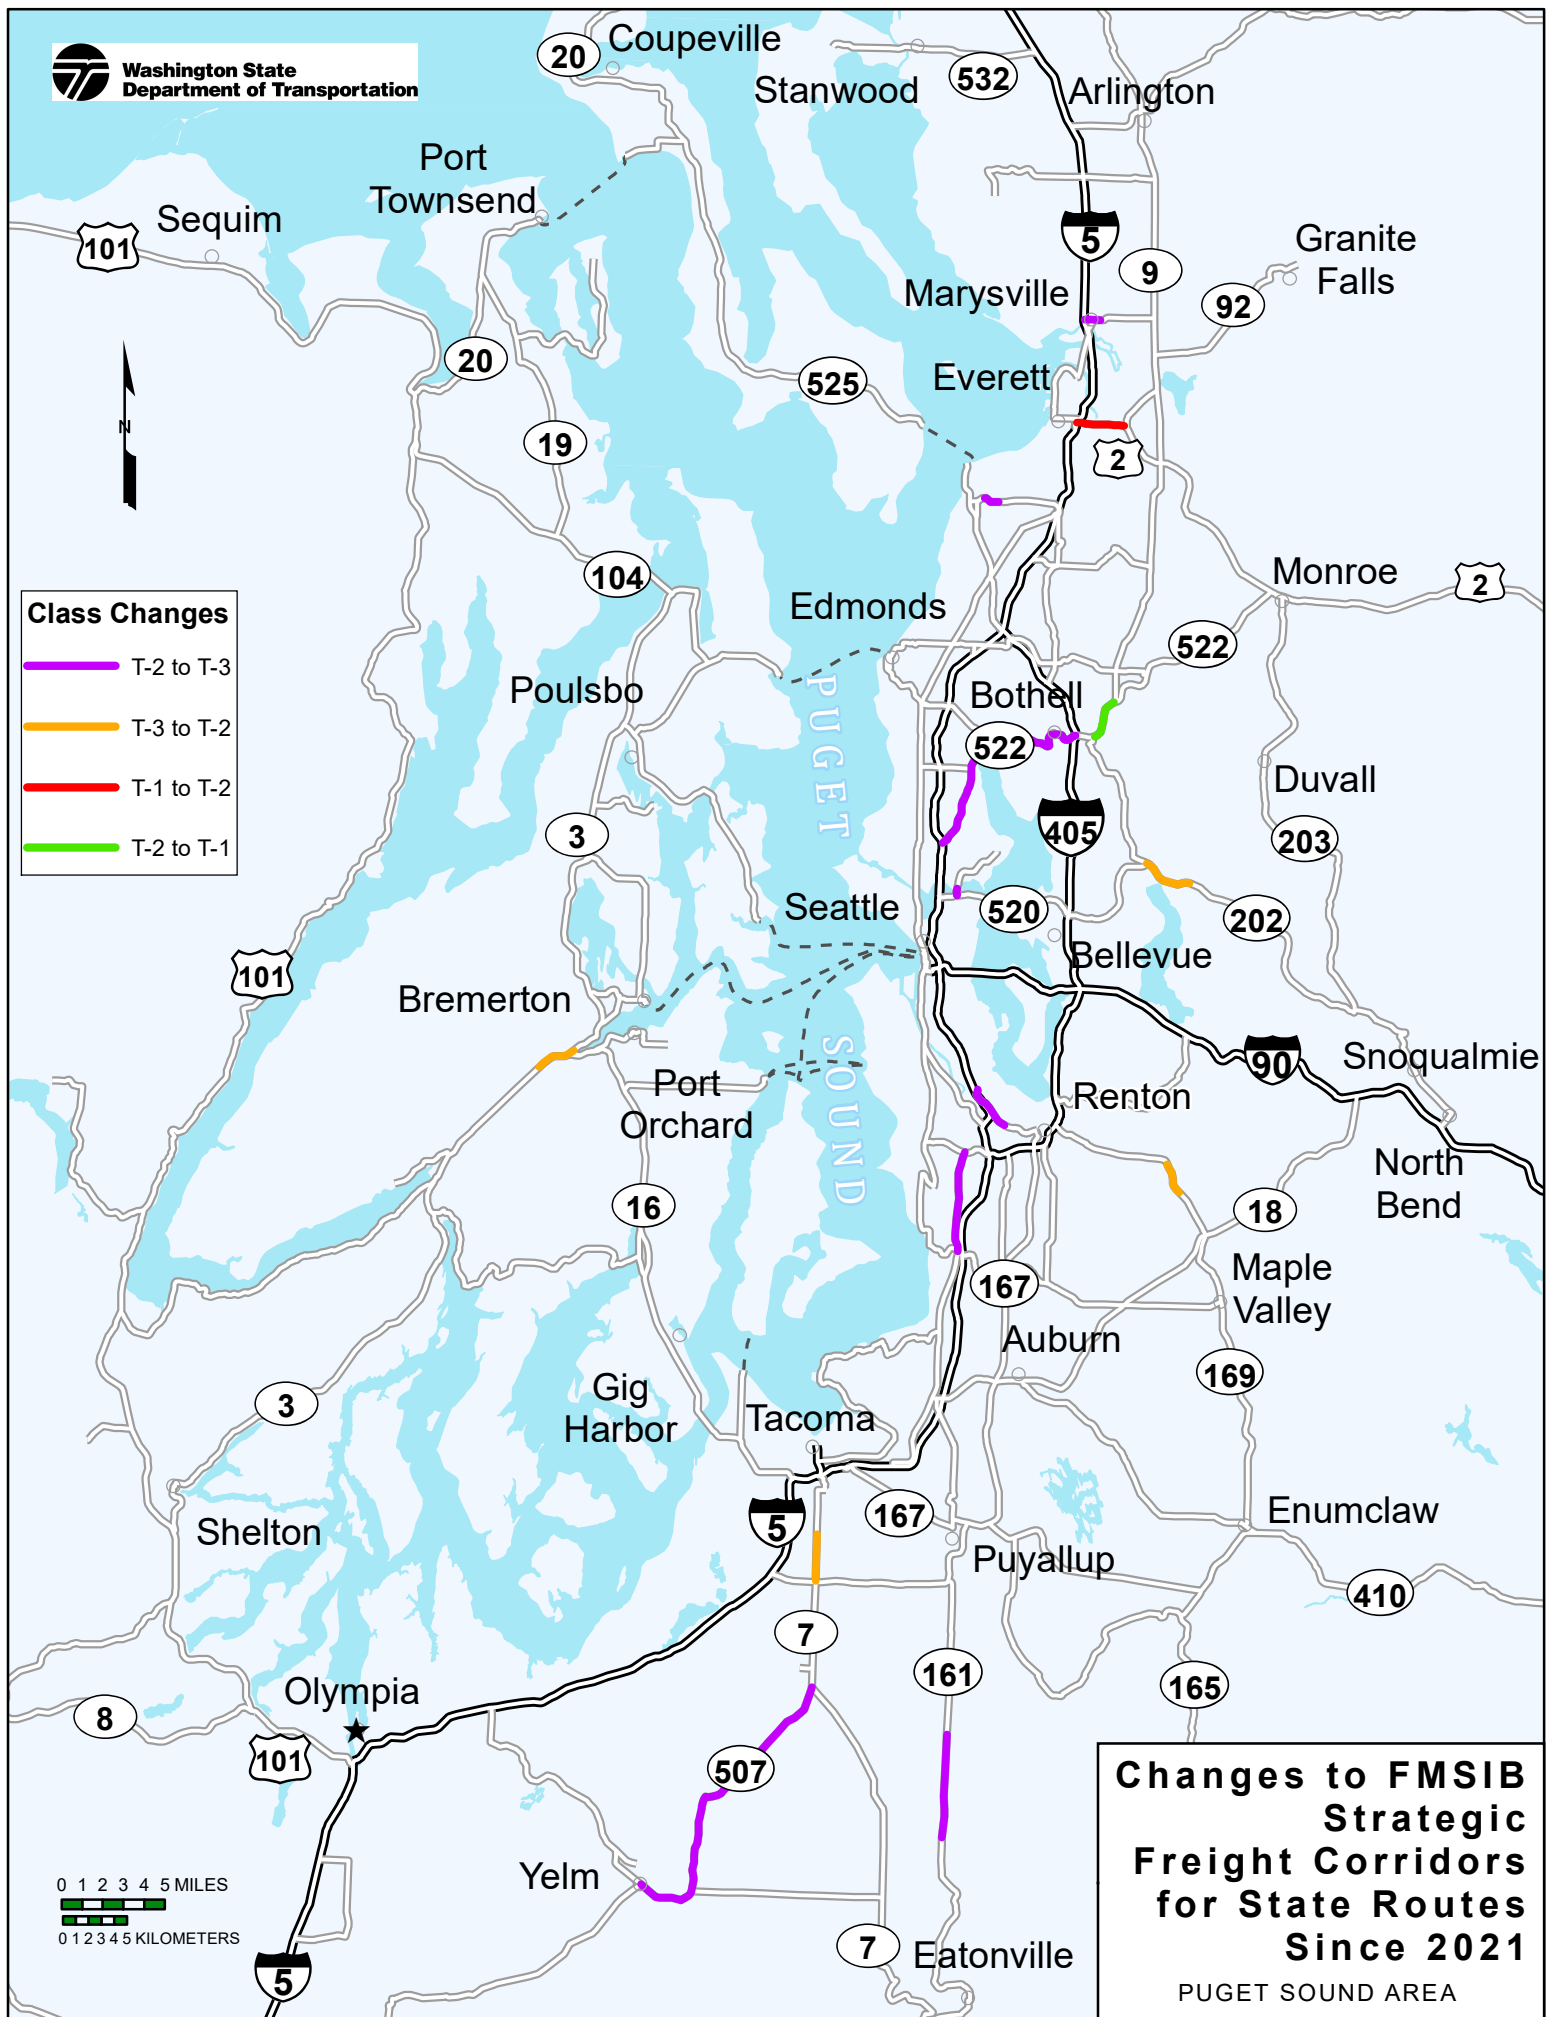 Washington State
Department of Transportation
20
Coupeville
Stanwood
532
Arlington
Port
Townsend
Sequim
101
5
9
Granite
Falls
Marysville
92
20
525
Everett
N
19
2
104
Monroe
2
Edmonds
522
Class Changes
T-2 to T-3
T-3 to T-2
T-1 to T-2
T-2 to T-1
Poulsbo
PUGET
SOUND
Bothell
522
Duvall
3
405
203
Seattle
520
202
Bellevue
101
Bremerton
90
Snoqualmie
Port
Orchard
Renton
North
Bend
16
18
167
Maple
Valley
Auburn
169
3
Gig
Harbor
Tacoma
5
167
Enumclaw
Shelton
Puyallup
410
7
161
165
Olympia
8
101
507
Changes to FMSIB
Strategic
Freight Corridors
for State Routes
Since 2021
PUGET SOUND AREA
Yelm
0 1 2 3 4 5 MILES
0 1 2 3 4 5 KILOMETERS
7
Eatonville
5